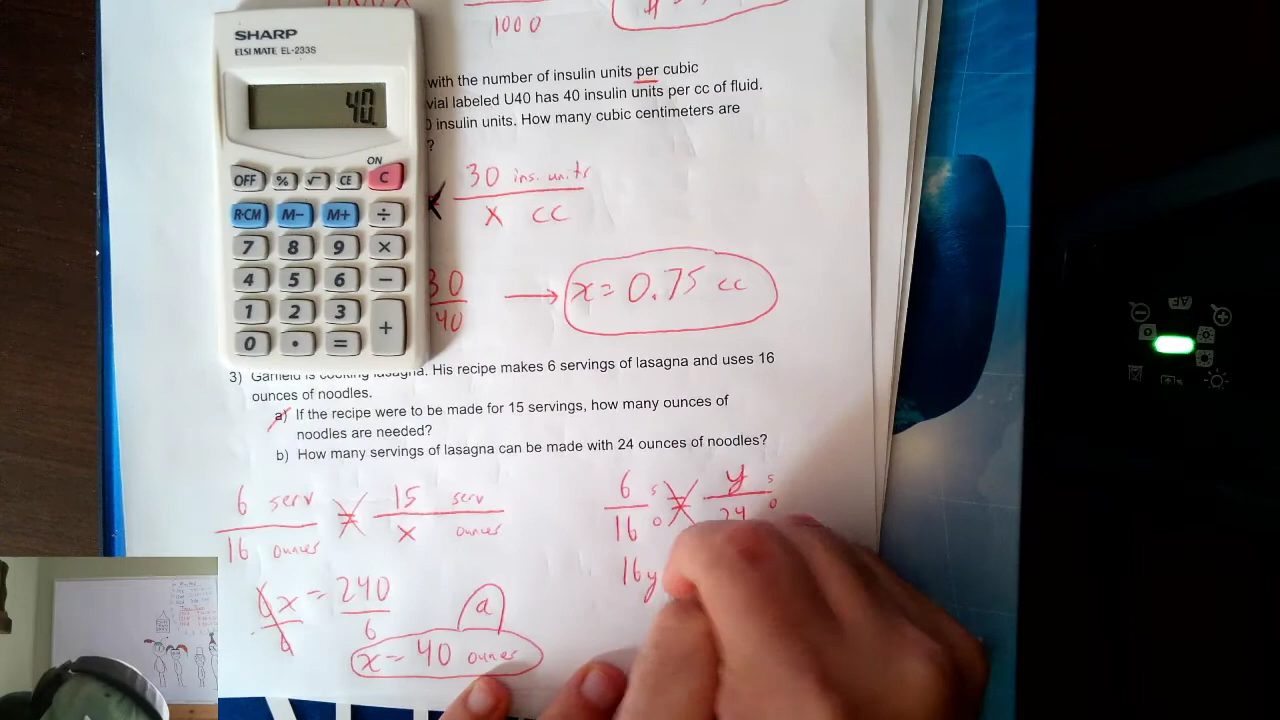 1000
SHARP
ELSI MATE EL-233S
40.
ON
OFF % √ CE C
R·CM M− M+ ÷
7 8 9 ×
4 5 6 −
1 2 3 +
0 • =
with the number of insulin units per cubic
vial labeled U40 has 40 insulin units per cc of fluid.
0 insulin units. How many cubic centimeters are
?
30 ins. units
x cc
30
40
→ x = 0.75 cc
3) Garfield is cooking lasagna. His recipe makes 6 servings of lasagna and uses 16
ounces of noodles.
a) If the recipe were to be made for 15 servings, how many ounces of
noodles are needed?
b) How many servings of lasagna can be made with 24 ounces of noodles?
6 serv = 15 serv
16 ounces x ounces
6x = 240
6 6
a
x = 40 ounces
6 s = y s
16 o 24 o
16y